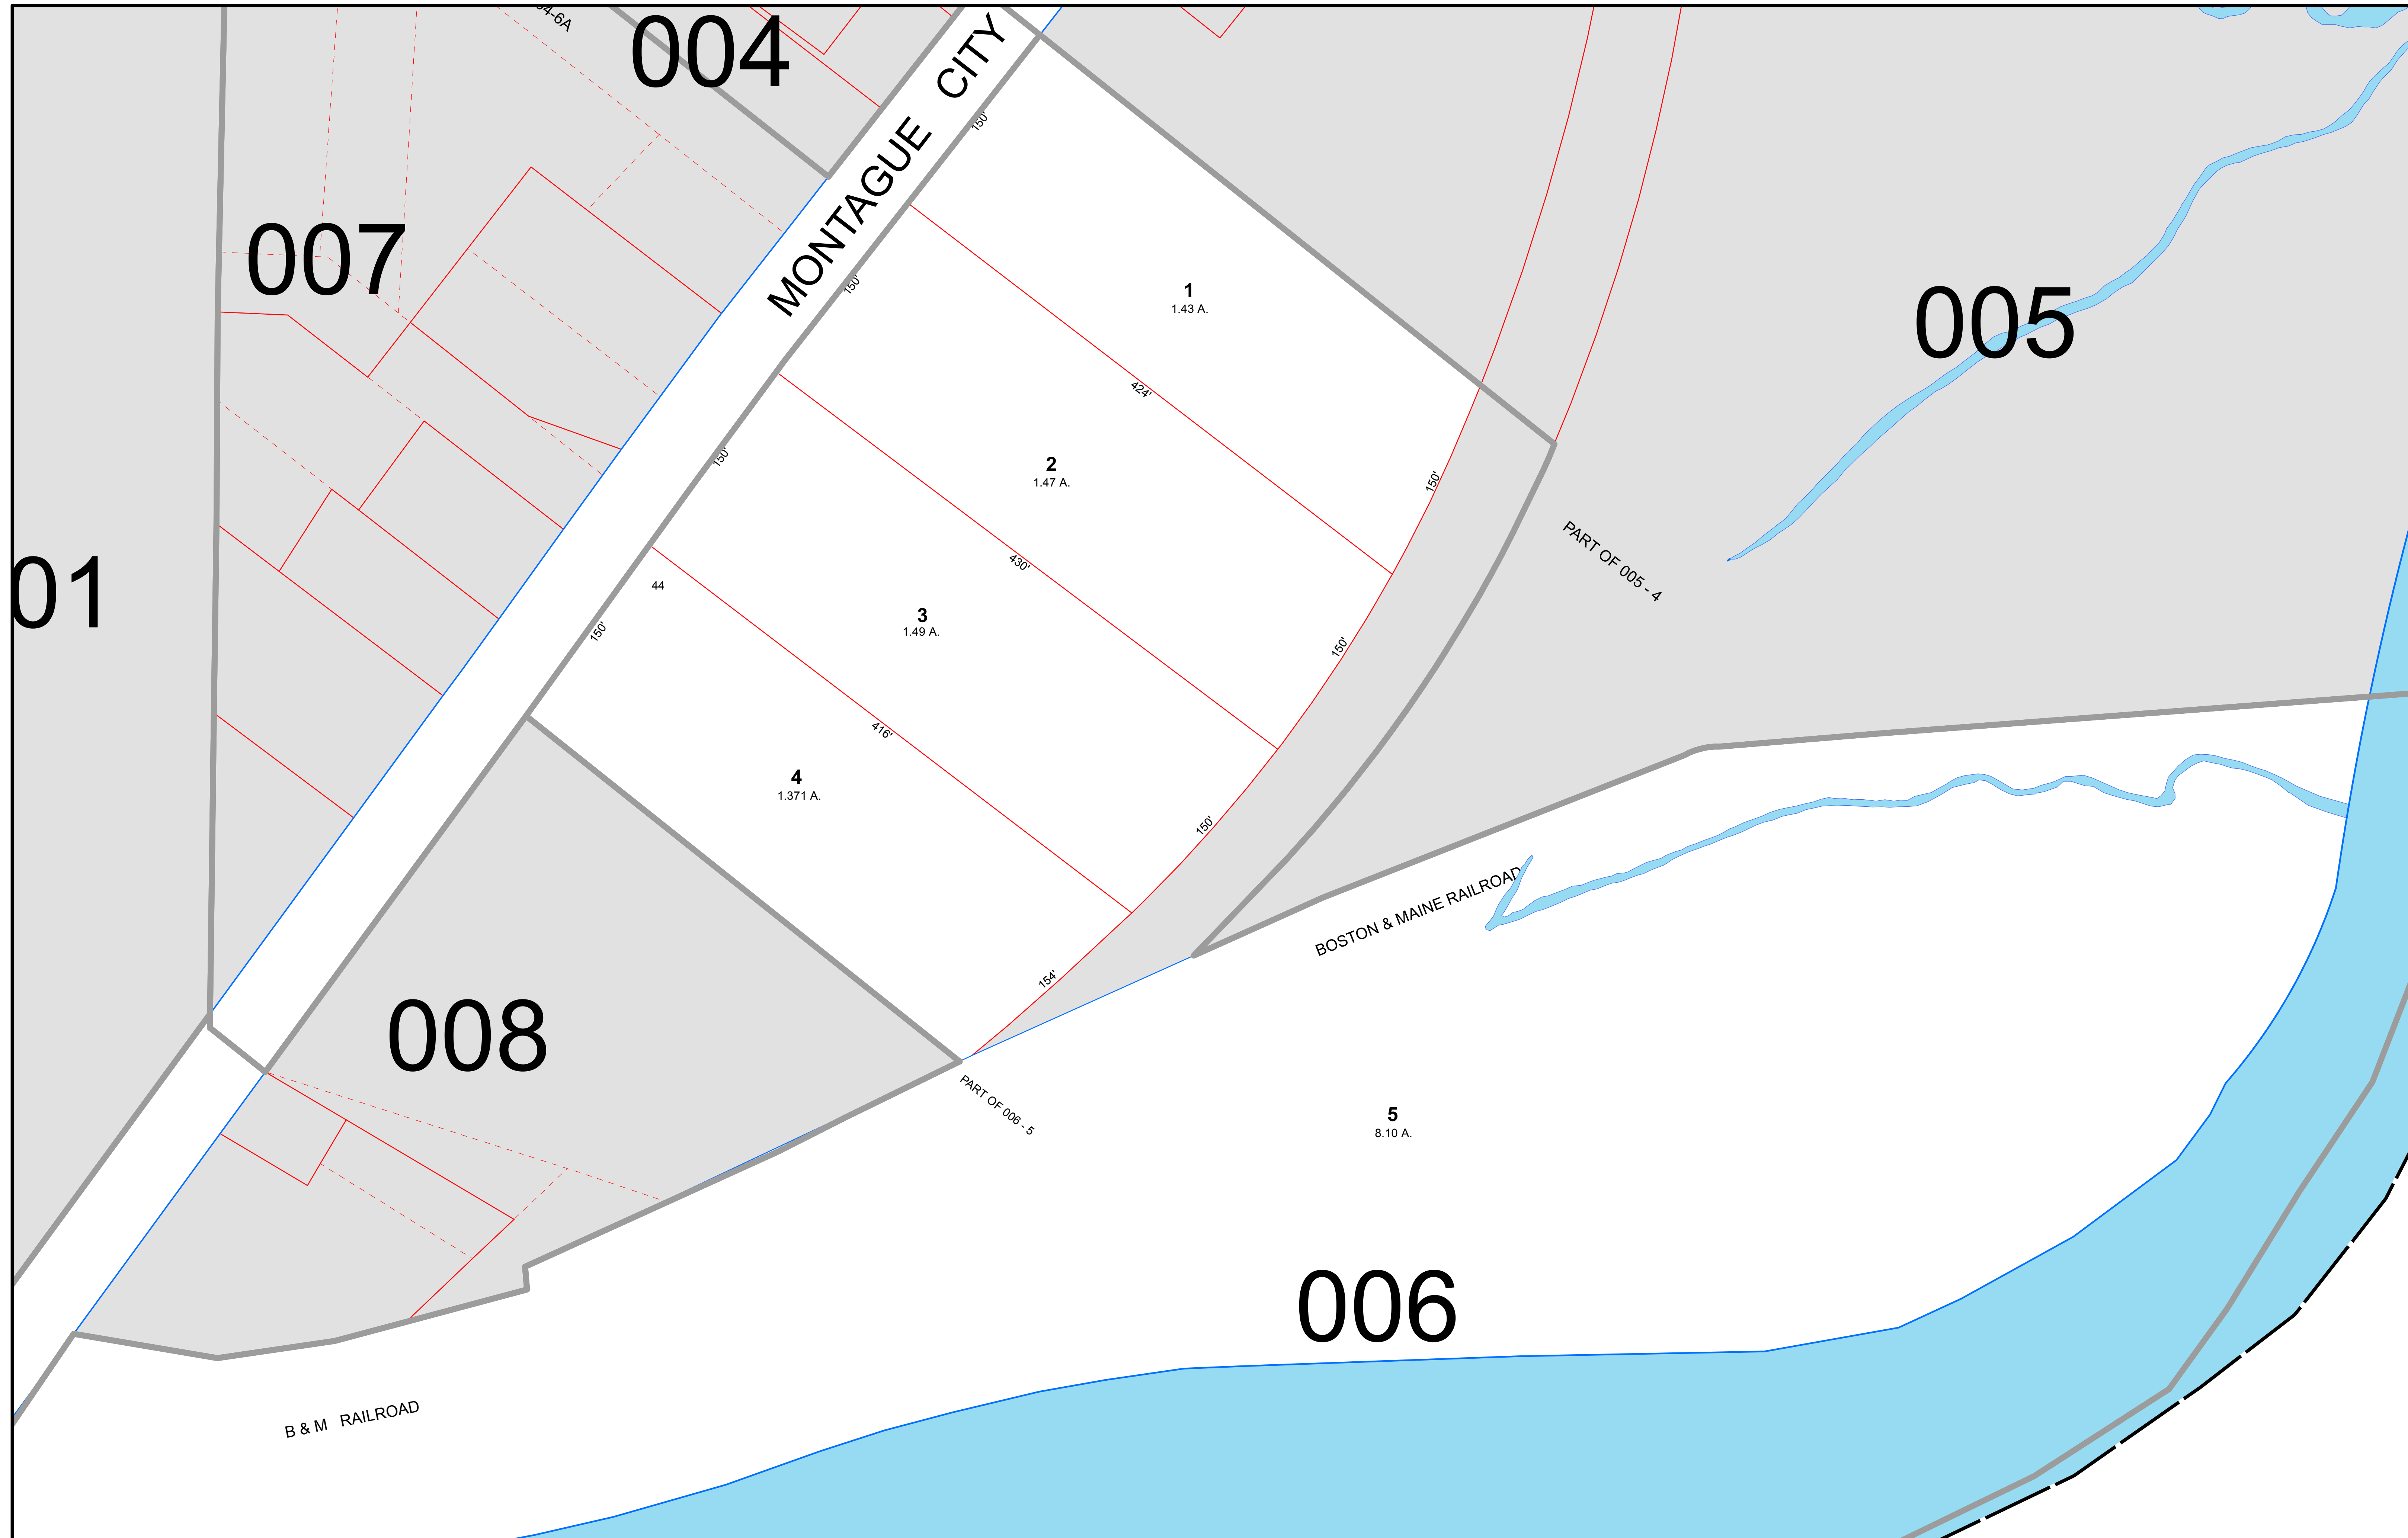 004
MONTAGUE CITY
150'
007
150'
1
1.43 A.
005
424'
150'
2
1.47 A.
150'
PART OF 005 - 4
430'
44
01
3
1.49 A.
150'
150'
416'
4
1.371 A.
150'
BOSTON & MAINE RAILROAD
154'
008
PART OF 006 - 5
5
8.10 A.
006
B & M RAILROAD